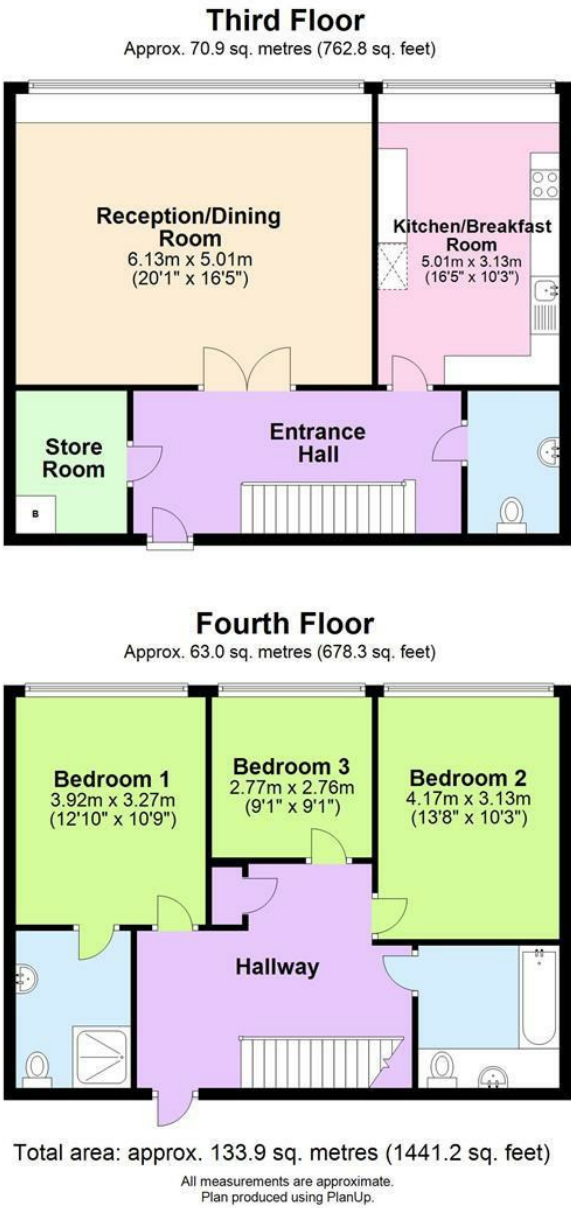 Third Floor
Approx. 70.9 sq. metres (762.8 sq. feet)
Reception/Dining
Room
6.13m x 5.01m
(20'1" x 16'5")
Kitchen/Breakfast
Room
5.01m x 3.13m
(16'5" x 10'3")
Store
Room
B
Entrance
Hall
Fourth Floor
Approx. 63.0 sq. metres (678.3 sq. feet)
Bedroom 1
3.92m x 3.27m
(12'10" x 10'9")
Bedroom 3
2.77m x 2.76m
(9'1" x 9'1")
Bedroom 2
4.17m x 3.13m
(13'8" x 10'3")
Hallway
Total area: approx. 133.9 sq. metres (1441.2 sq. feet)
All measurements are approximate.
Plan produced using PlanUp.